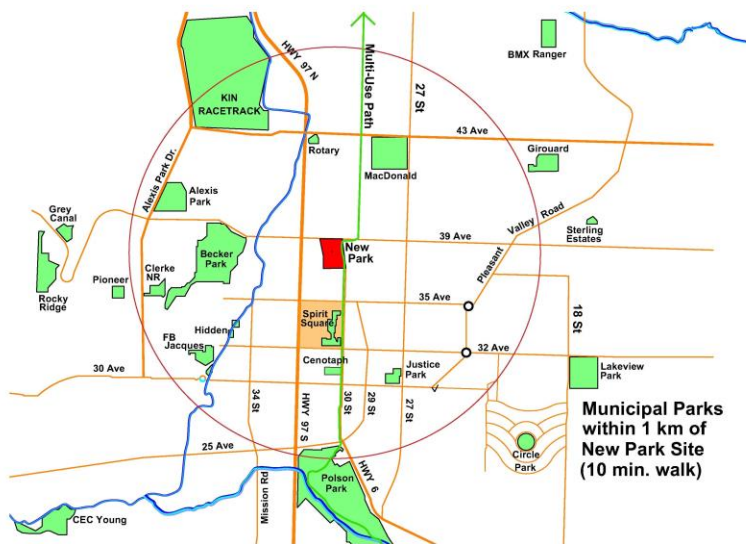 HWY 97 N
BMX Ranger
KIN
RACETRACK
Multi-Use Path
27 St
43 Ave
Rotary
MacDonald
Girouard
Alexis Park Dr.
Alexis
Park
Grey
Canal
Valley Road
Sterling
Estates
39 Ave
New
Park
Becker
Park
Pleasant
Rocky
Ridge
Pioneer
Clerke
NR
35 Ave
18 St
Spirit
Square
Hidden
FB
Jacques
32 Ave
30 Ave
Cenotaph
Justice
Park
Lakeview
Park
34 St
HWY 97 S
30 St
29 St
27 St
Municipal Parks
within 1 km of
New Park Site
(10 min. walk)
25 Ave
Circle
Park
Mission Rd
Polson
Park
HWY 6
CEC Young